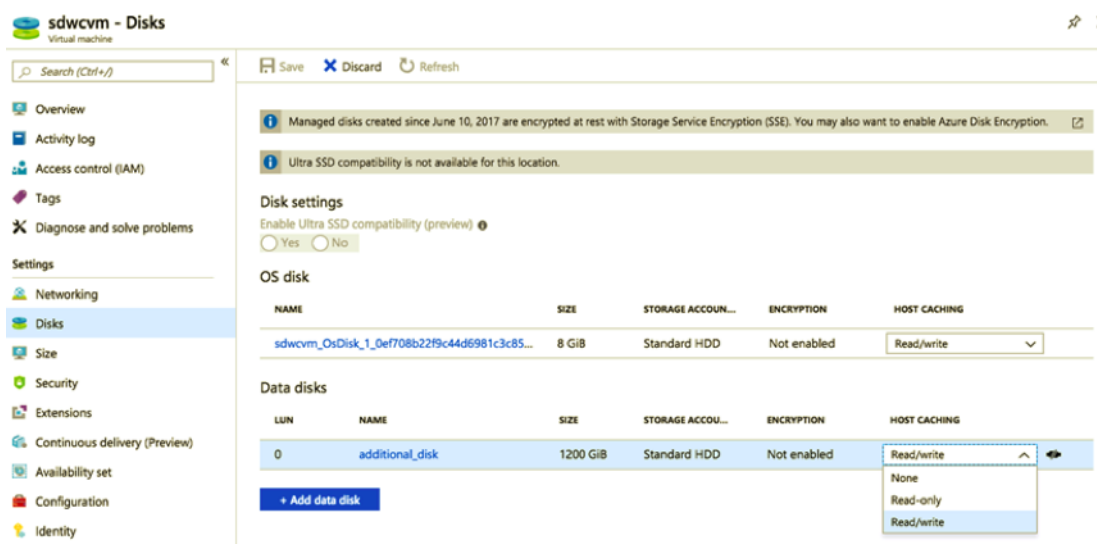 sdwcvm - Disks
Virtual machine
Search (Ctrl+/)
«
Save Discard Refresh
Overview
Activity log
Access control (IAM)
Tags
Diagnose and solve problems
Settings
Networking
Disks
Size
Security
Extensions
Continuous delivery (Preview)
Availability set
Configuration
Identity
Managed disks created since June 10, 2017 are encrypted at rest with Storage Service Encryption (SSE). You may also want to enable Azure Disk Encryption.
Ultra SSD compatibility is not available for this location.
Disk settings
Enable Ultra SSD compatibility (preview)
Yes No
OS disk
NAME SIZE STORAGE ACCOUN... ENCRYPTION HOST CACHING
sdwcvm_OsDisk_1_0ef708b22f9c44d6981c3c85... 8 GiB Standard HDD Not enabled Read/write
Data disks
LUN NAME SIZE STORAGE ACCOU... ENCRYPTION HOST CACHING
0 additional_disk 1200 GiB Standard HDD Not enabled Read/write
None
Read-only
Read/write
+ Add data disk